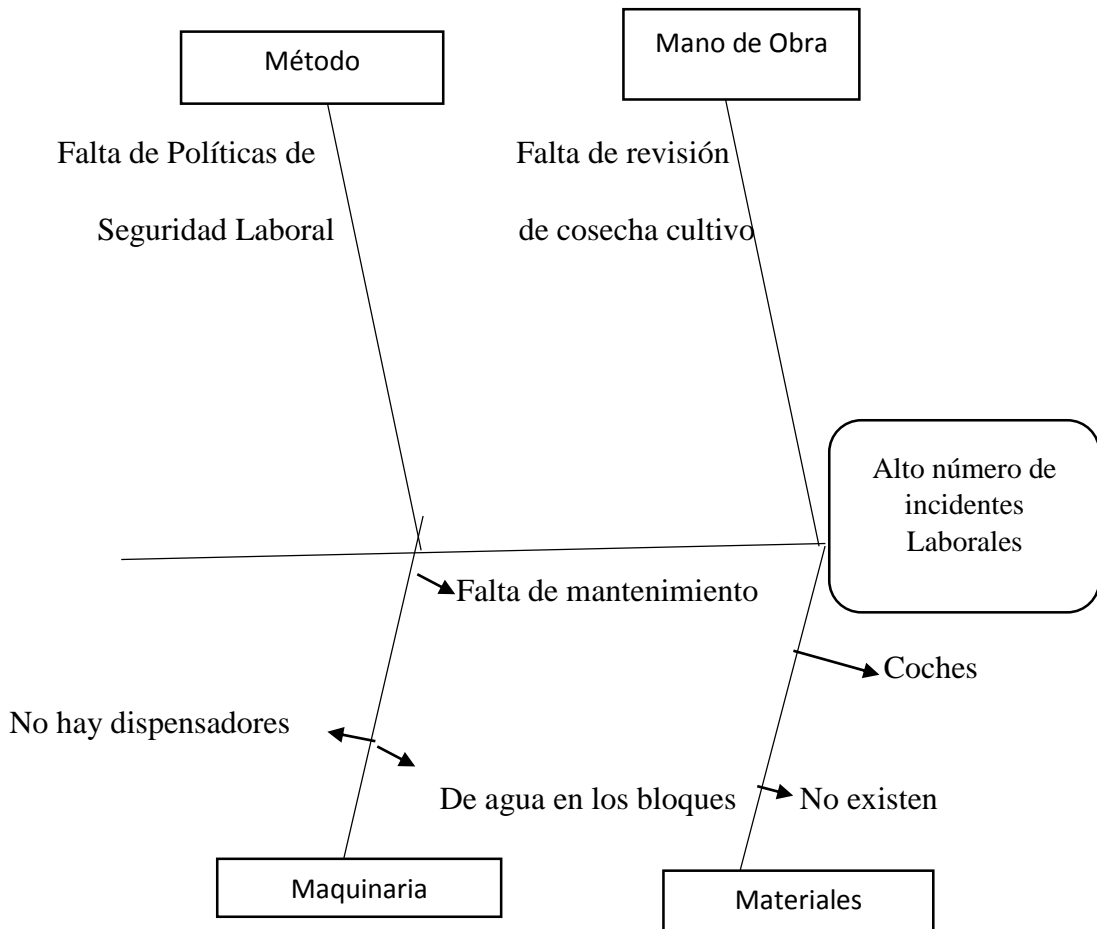 Método
Mano de Obra
Falta de Políticas de
Seguridad Laboral
Falta de revisión
de cosecha cultivo
Alto número de
incidentes
Laborales
Falta de mantenimiento
Coches
No hay dispensadores
De agua en los bloques
No existen
Maquinaria
Materiales